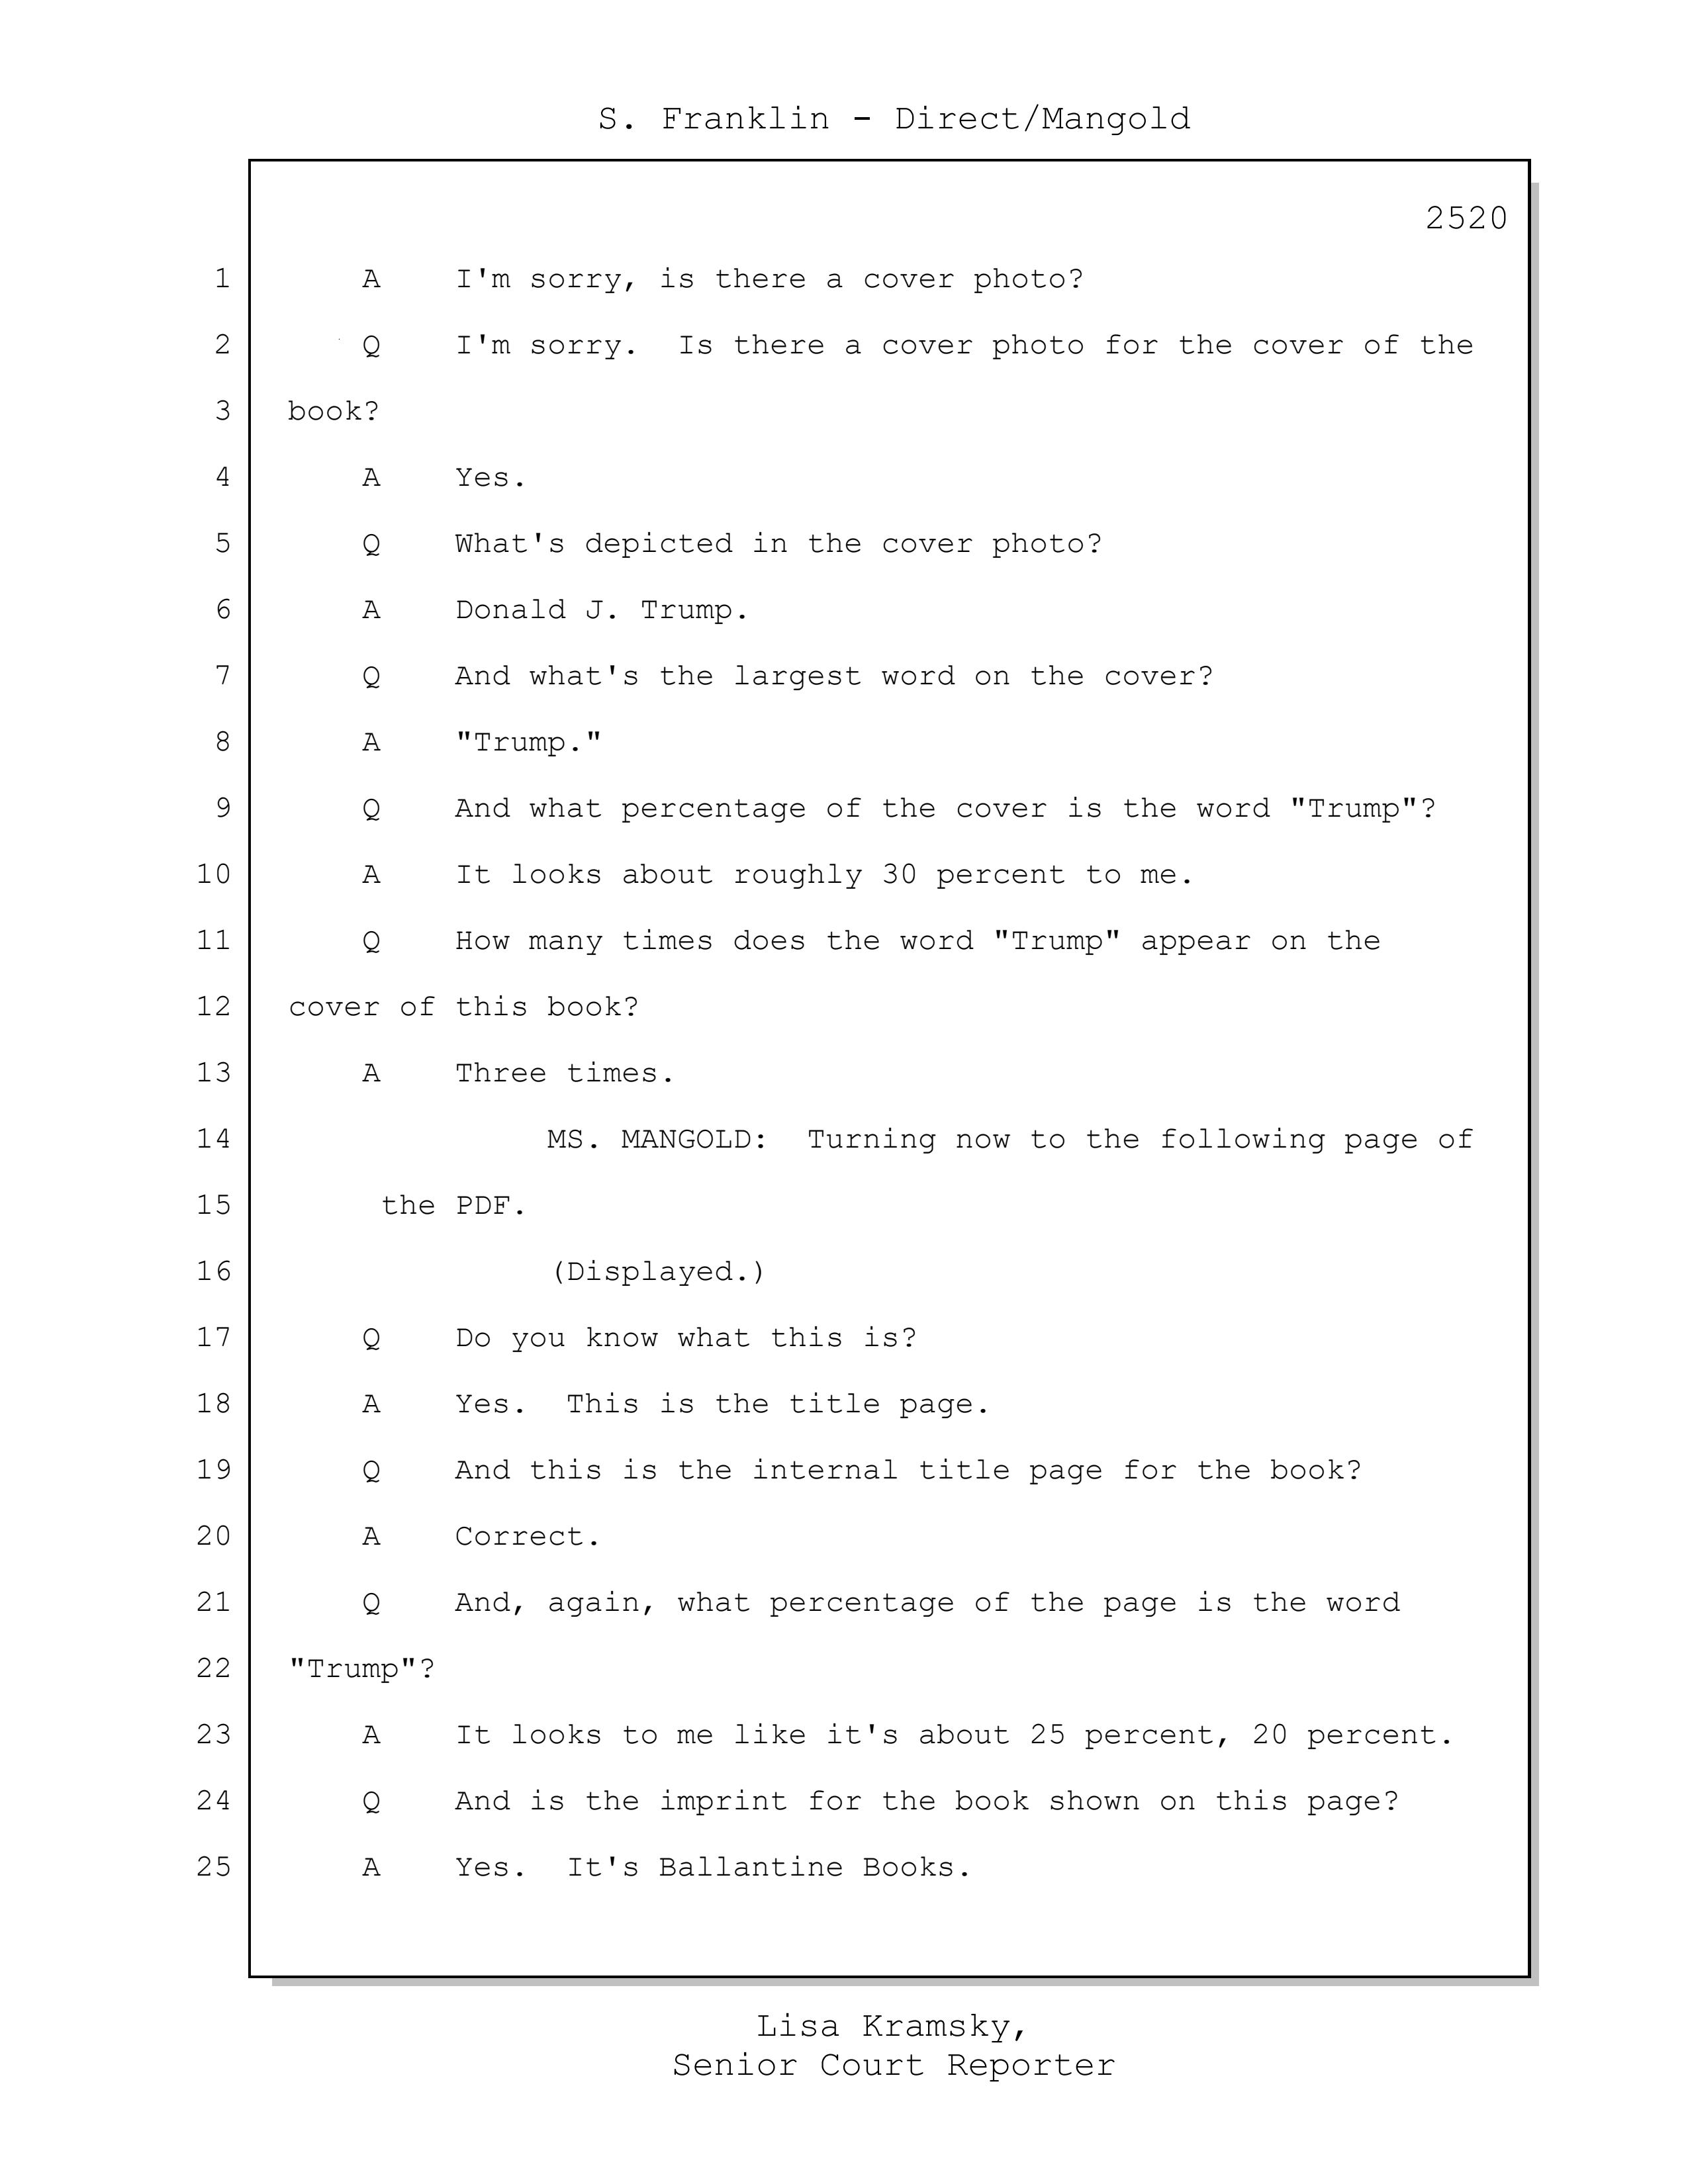 S. Franklin - Direct/Mangold
2520
1 A I'm sorry, is there a cover photo?
2 Q I'm sorry. Is there a cover photo for the cover of the
3 book?
4 A Yes.
5 Q What's depicted in the cover photo?
6 A Donald J. Trump.
7 Q And what's the largest word on the cover?
8 A "Trump."
9 Q And what percentage of the cover is the word "Trump"?
10 A It looks about roughly 30 percent to me.
11 Q How many times does the word "Trump" appear on the
12 cover of this book?
13 A Three times.
14 MS. MANGOLD: Turning now to the following page of
15 the PDF.
16 (Displayed.)
17 Q Do you know what this is?
18 A Yes. This is the title page.
19 Q And this is the internal title page for the book?
20 A Correct.
21 Q And, again, what percentage of the page is the word
22 "Trump"?
23 A It looks to me like it's about 25 percent, 20 percent.
24 Q And is the imprint for the book shown on this page?
25 A Yes. It's Ballantine Books.
Lisa Kramsky,
Senior Court Reporter